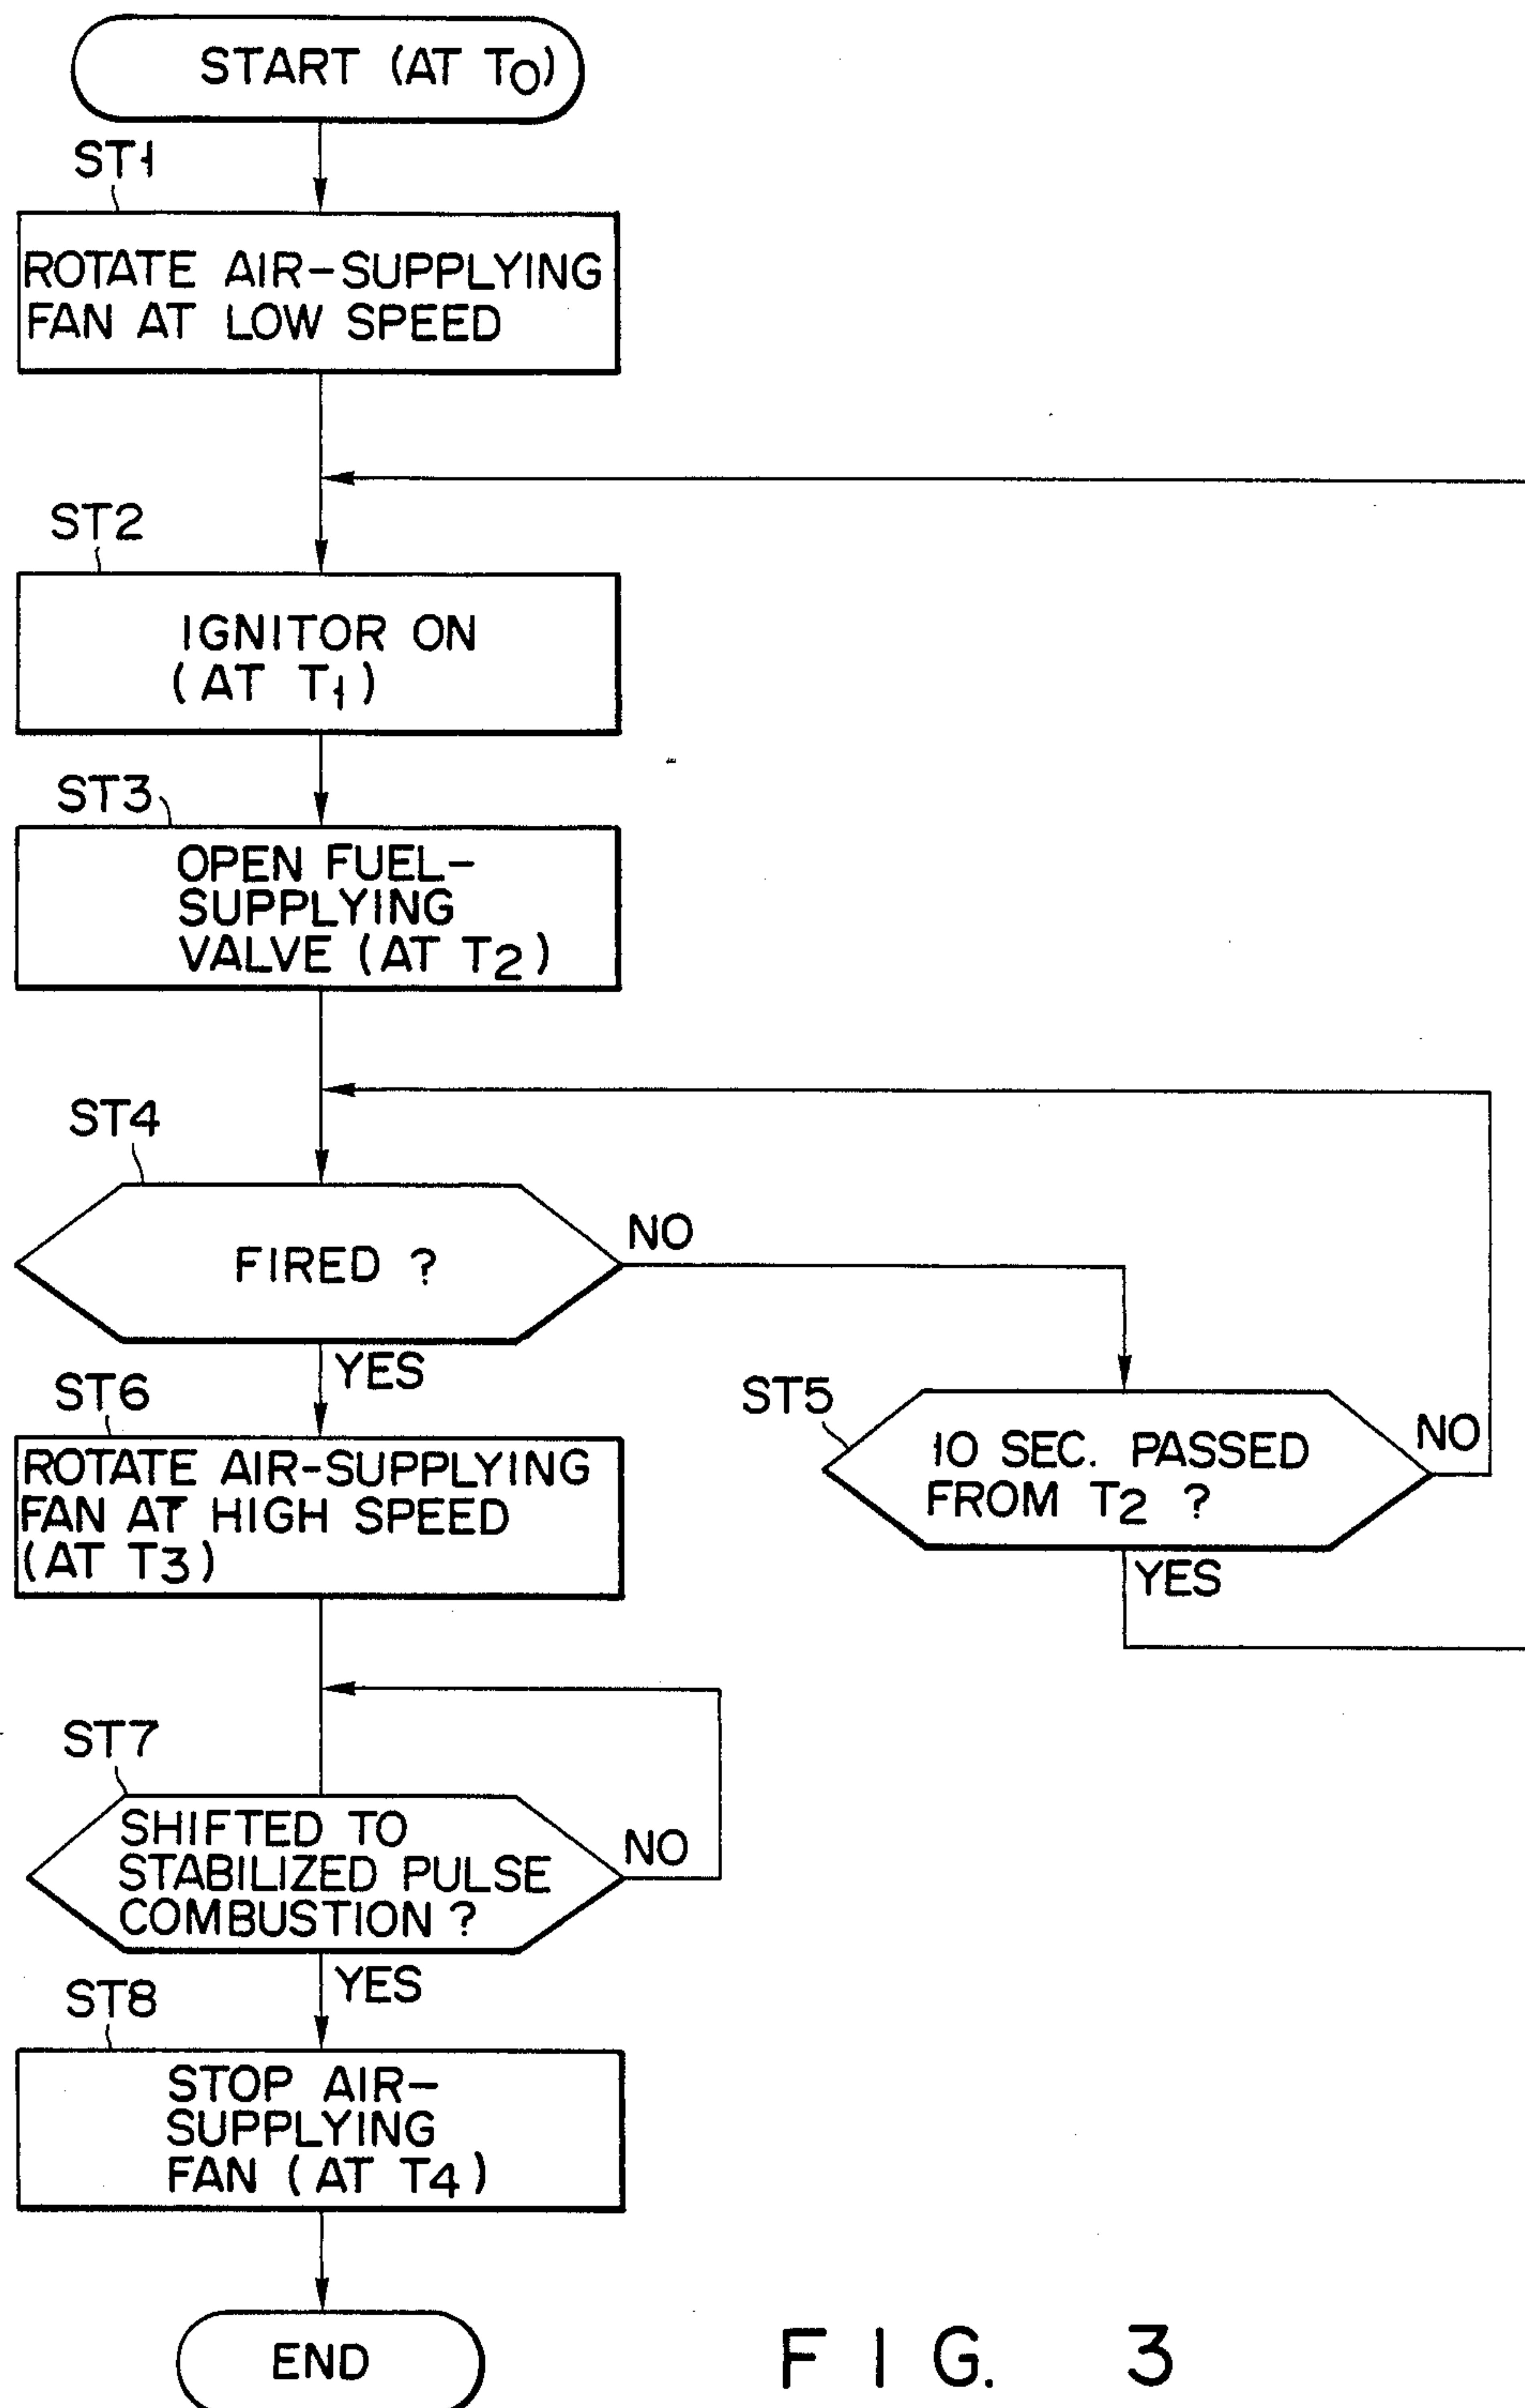 START (AT T0)
ST1
ROTATE AIR-SUPPLYING
FAN AT LOW SPEED
ST2
IGNITOR ON
(AT T1)
ST3
OPEN FUEL-
SUPPLYING
VALVE (AT T2)
ST4
FIRED ?
NO
YES
ST5
10 SEC. PASSED
FROM T2 ?
NO
YES
ST6
ROTATE AIR-SUPPLYING
FAN AT HIGH SPEED
(AT T3)
ST7
SHIFTED TO
STABILIZED PULSE
COMBUSTION ?
NO
YES
ST8
STOP AIR-
SUPPLYING
FAN (AT T4)
END
FIG. 3